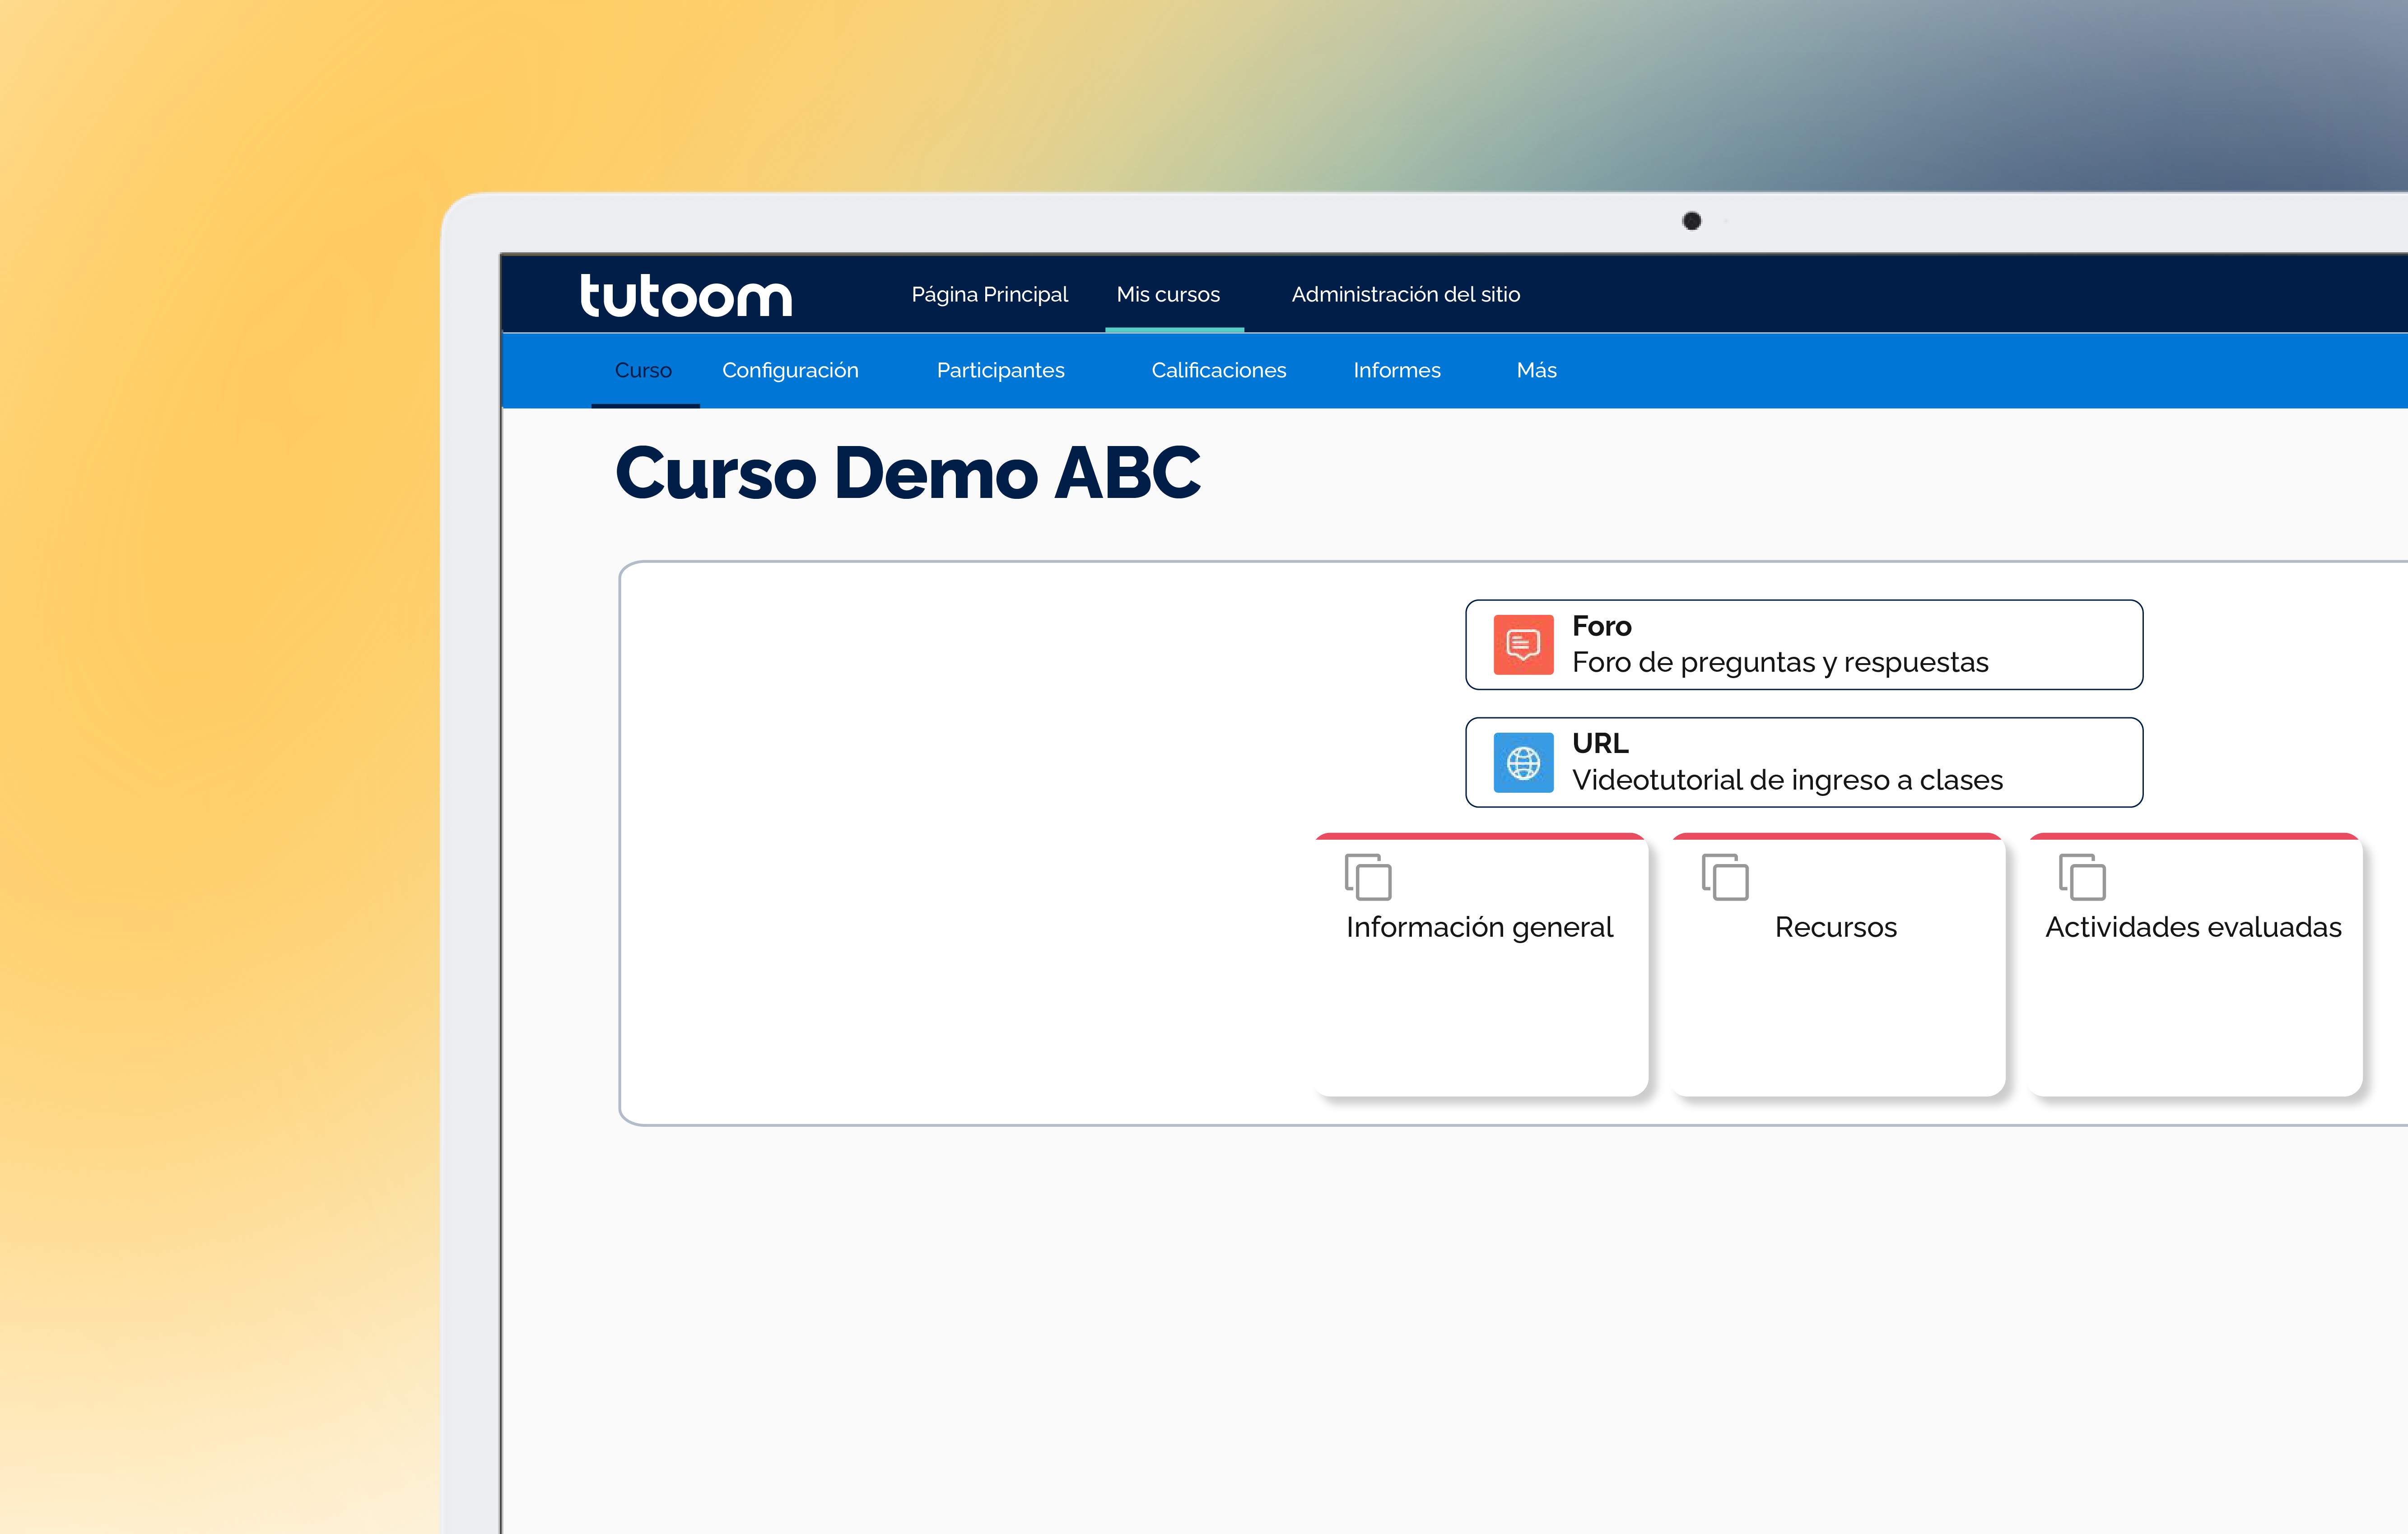 tutoom
Página Principal
Mis cursos
Administración del sitio
Curso
Configuración
Participantes
Calificaciones
Informes
Más
Curso Demo ABC
Foro
Foro de preguntas y respuestas
URL
Videotutorial de ingreso a clases
Información general
Recursos
Actividades evaluadas